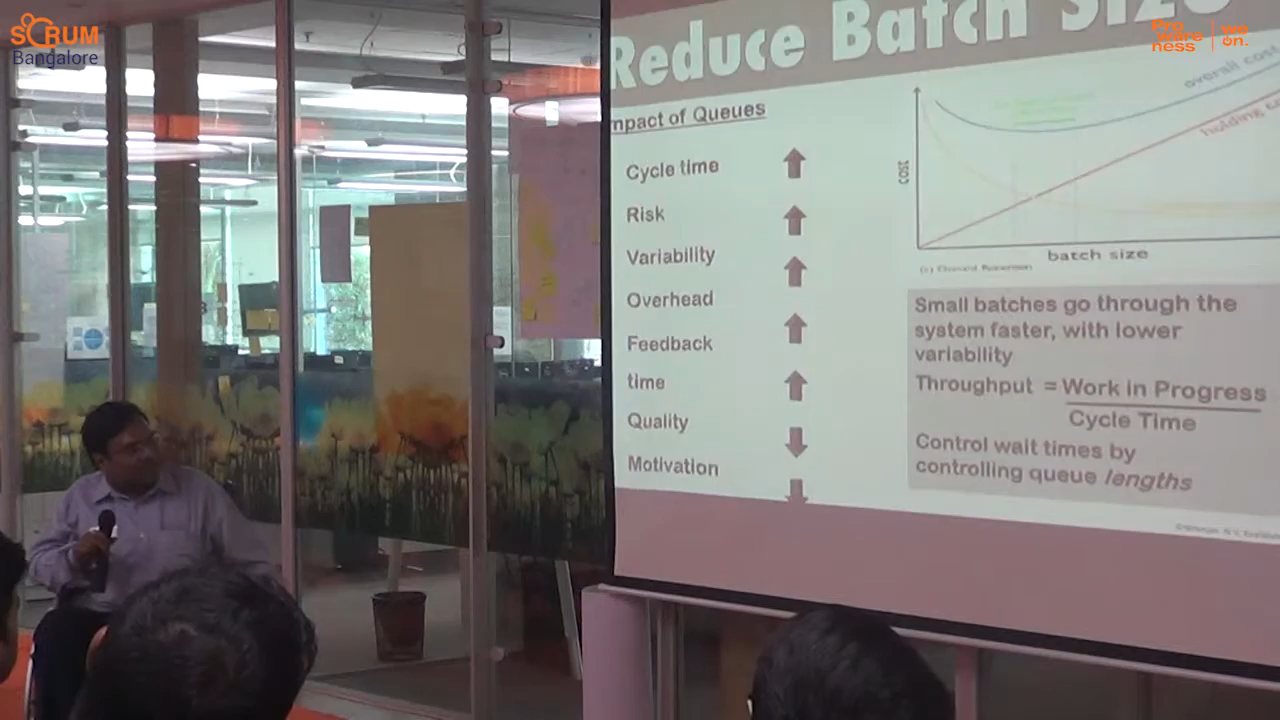 SCRUM
Bangalore
Pro
ware
ness
we
on.
Reduce Batch Size
mpact of Queues
Cycle time
Risk
Variability
Overhead
Feedback
time
Quality
Motivation
overall cost
holding c
cost
batch size
Small batches go through the
system faster, with lower
variability
Throughput = Work in Progress
Cycle Time
Control wait times by
controlling queue lengths